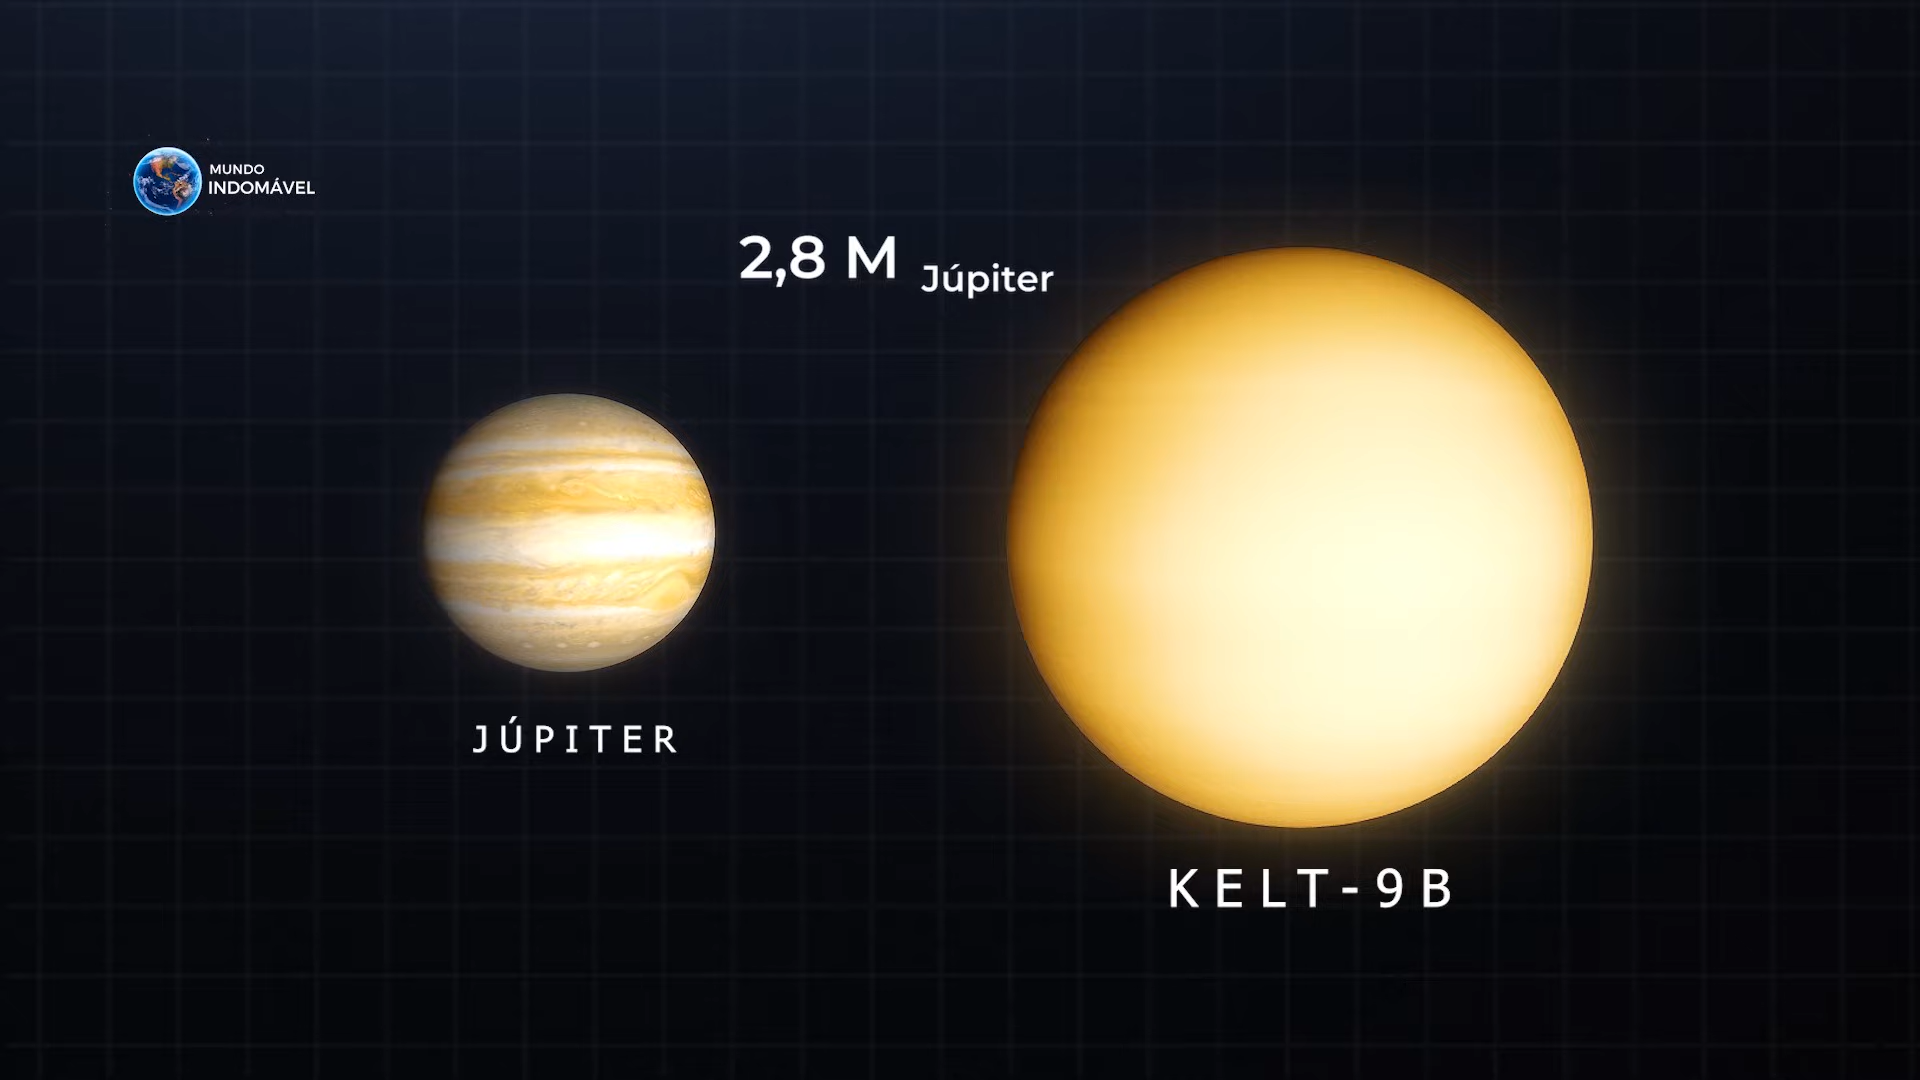 MUNDO
INDOMÁVEL
2,8 M Júpiter
JÚPITER
KELT-9B